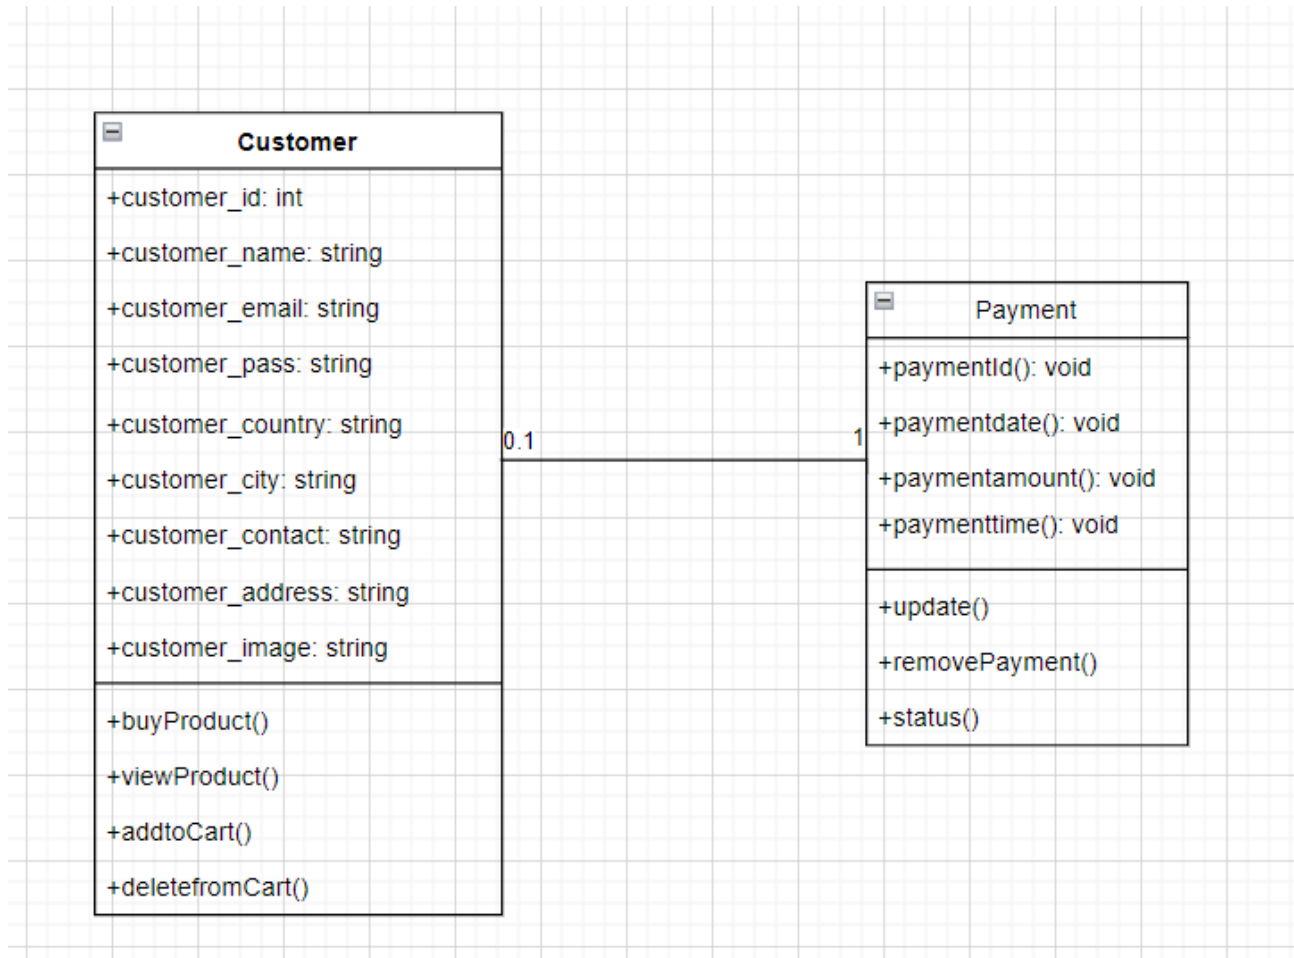 Customer
+customer_id: int
+customer_name: string
+customer_email: string
+customer_pass: string
+customer_country: string
+customer_city: string
+customer_contact: string
+customer_address: string
+customer_image: string
+buyProduct()
+viewProduct()
+addtoCart()
+deletefromCart()
0.1
1
Payment
+paymentId(): void
+paymentdate(): void
+paymentamount(): void
+paymenttime(): void
+update()
+removePayment()
+status()